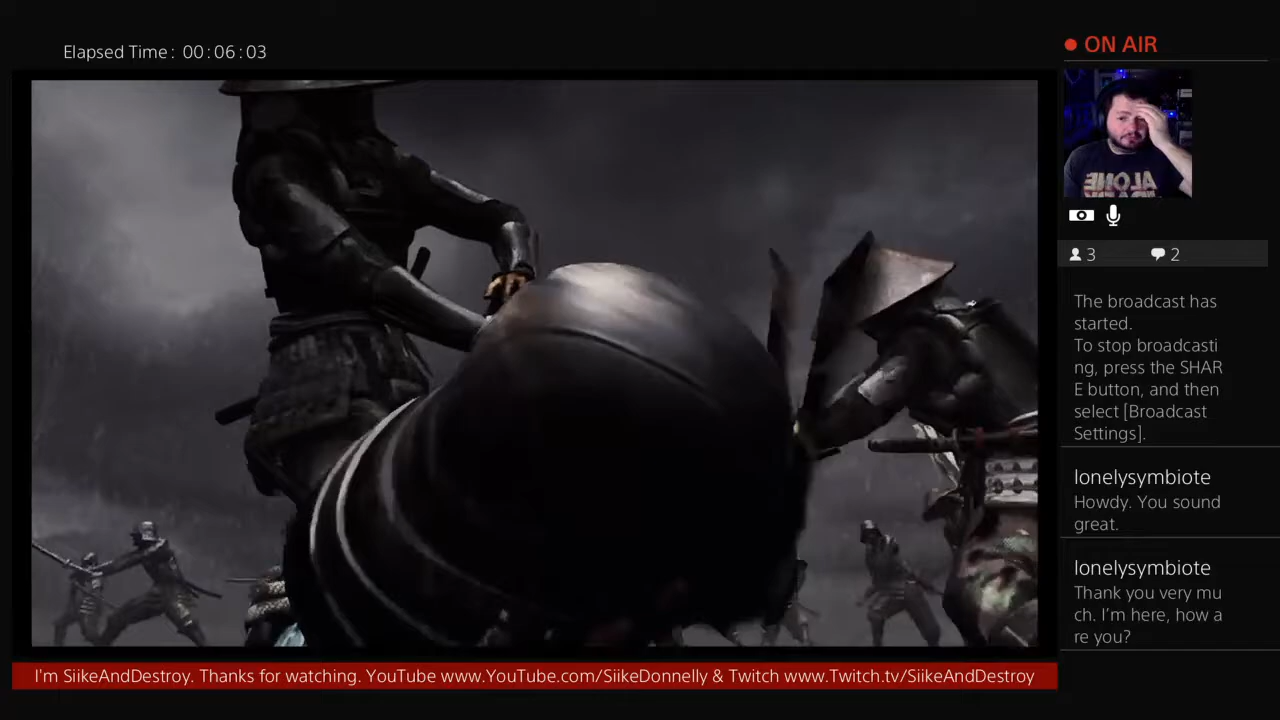 Elapsed Time: 00:06:03
ON AIR
ALONE
3
2
The broadcast has
started.
To stop broadcasti
ng, press the SHAR
E button, and then
select [Broadcast
Settings].
lonelysymbiote
Howdy. You sound
great.
lonelysymbiote
Thank you very mu
ch. I'm here, how a
re you?
I'm SiikeAndDestroy. Thanks for watching. YouTube www.YouTube.com/SiikeDonnelly & Twitch www.Twitch.tv/SiikeAndDestroy